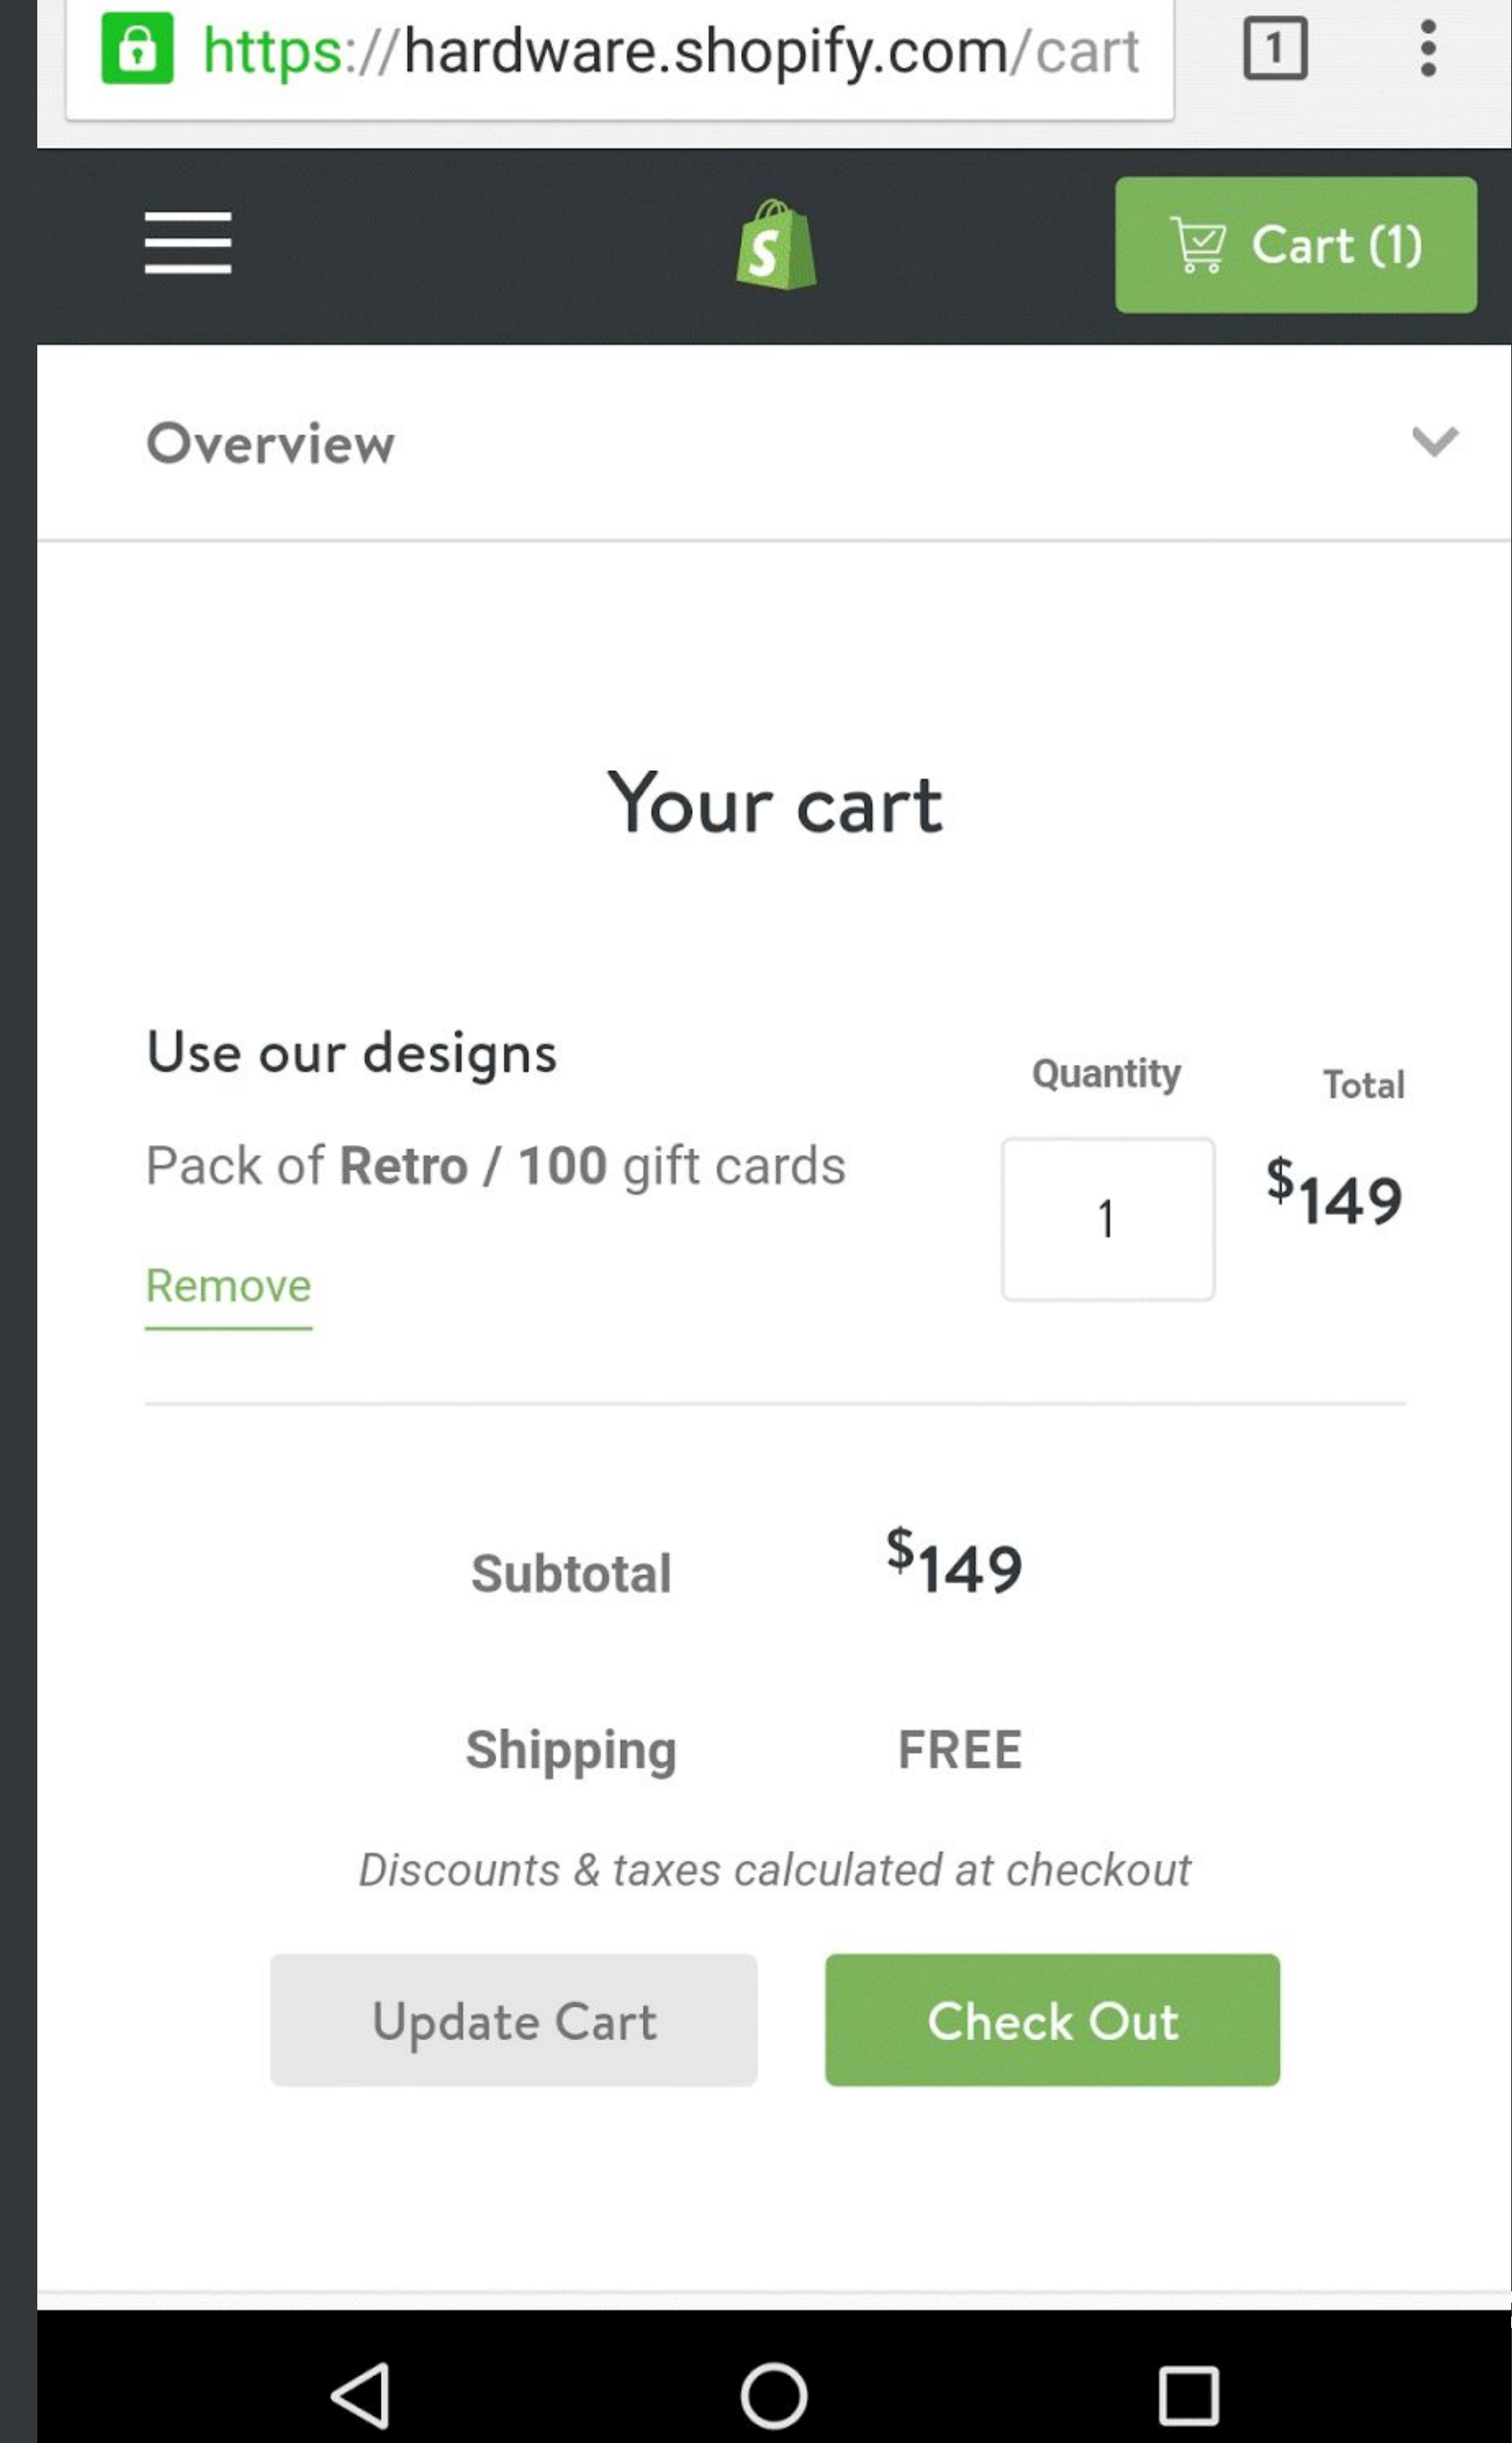 https://hardware.shopify.com/cart
1
S
Cart (1)
Overview
Your cart
Use our designs
Quantity
Total
Pack of Retro / 100 gift cards
1
$149
Remove
Subtotal
$149
Shipping
FREE
Discounts & taxes calculated at checkout
Update Cart
Check Out